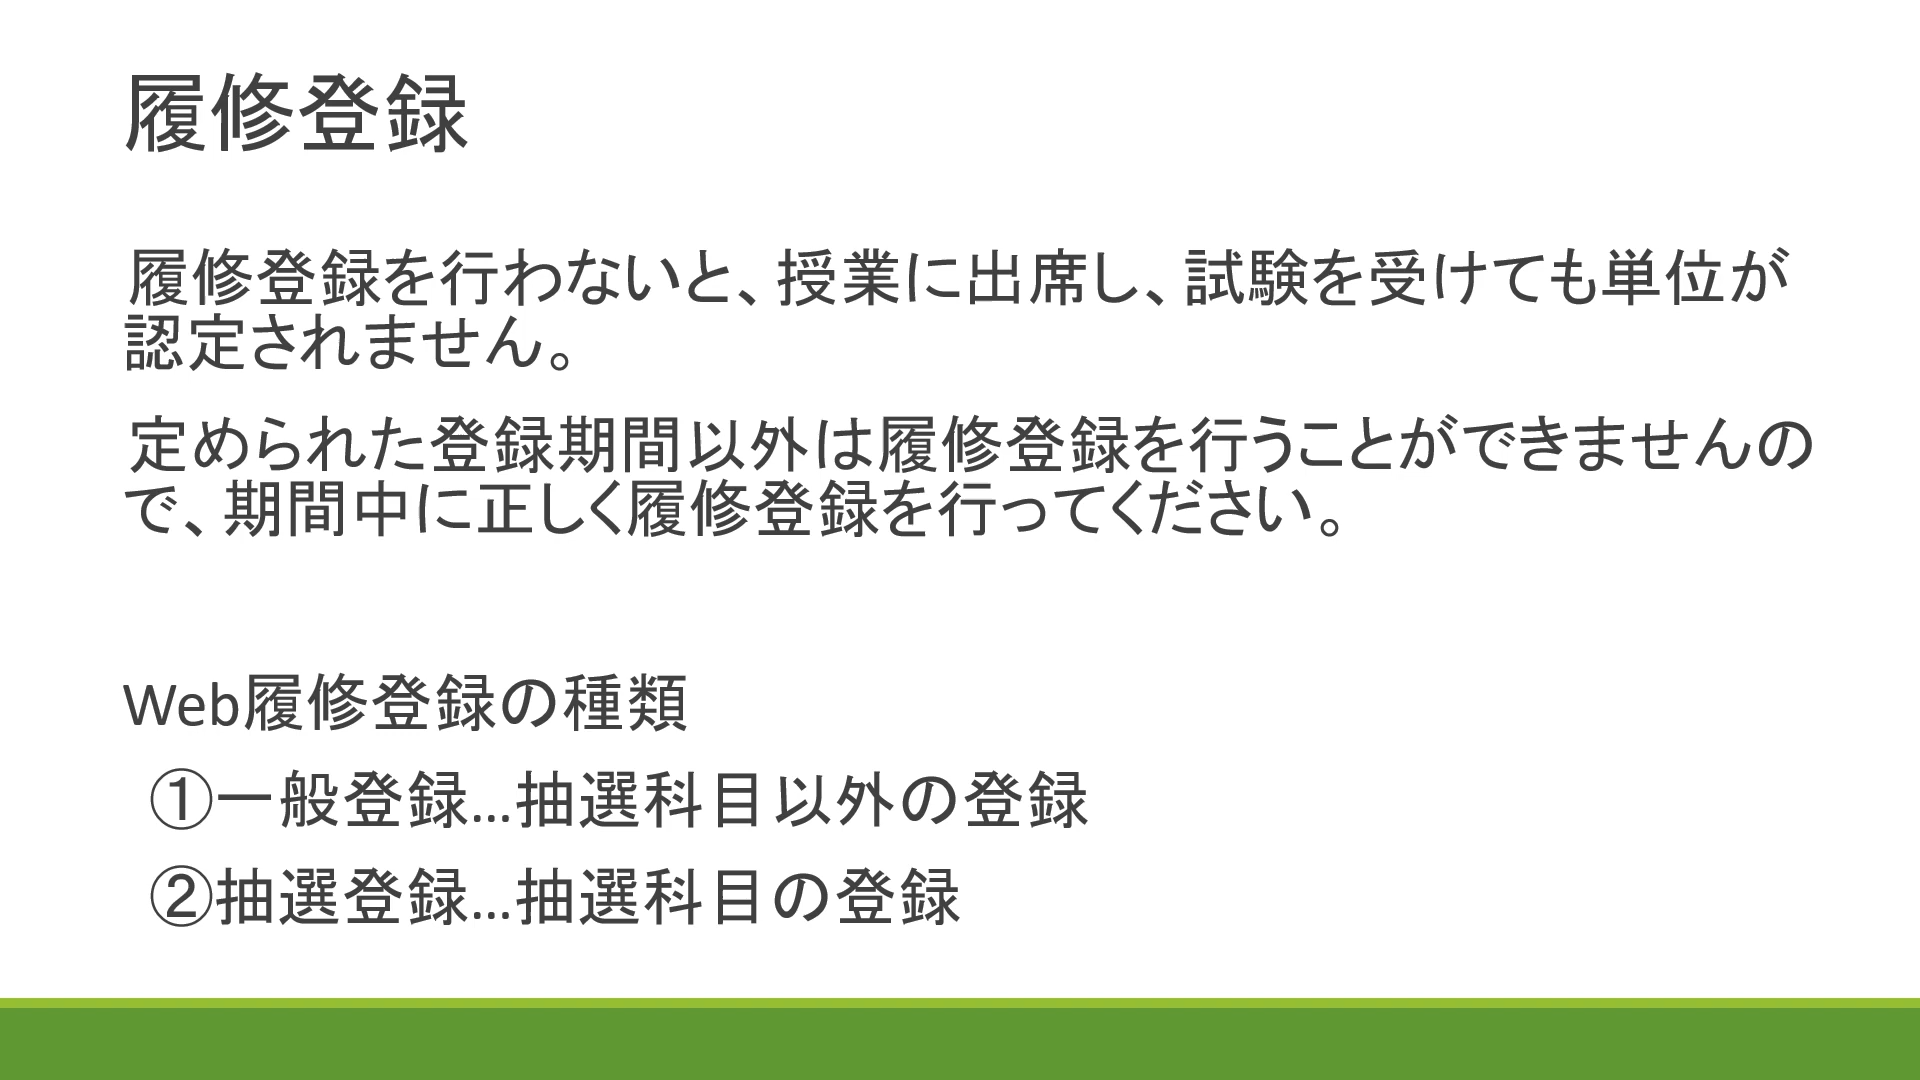 履修登録
履修登録を行わないと、授業に出席し、試験を受けても単位が
認定されません。
定められた登録期間以外は履修登録を行うことができませんの
で、期間中に正しく履修登録を行ってください。
Web履修登録の種類
①一般登録…抽選科目以外の登録
②抽選登録…抽選科目の登録